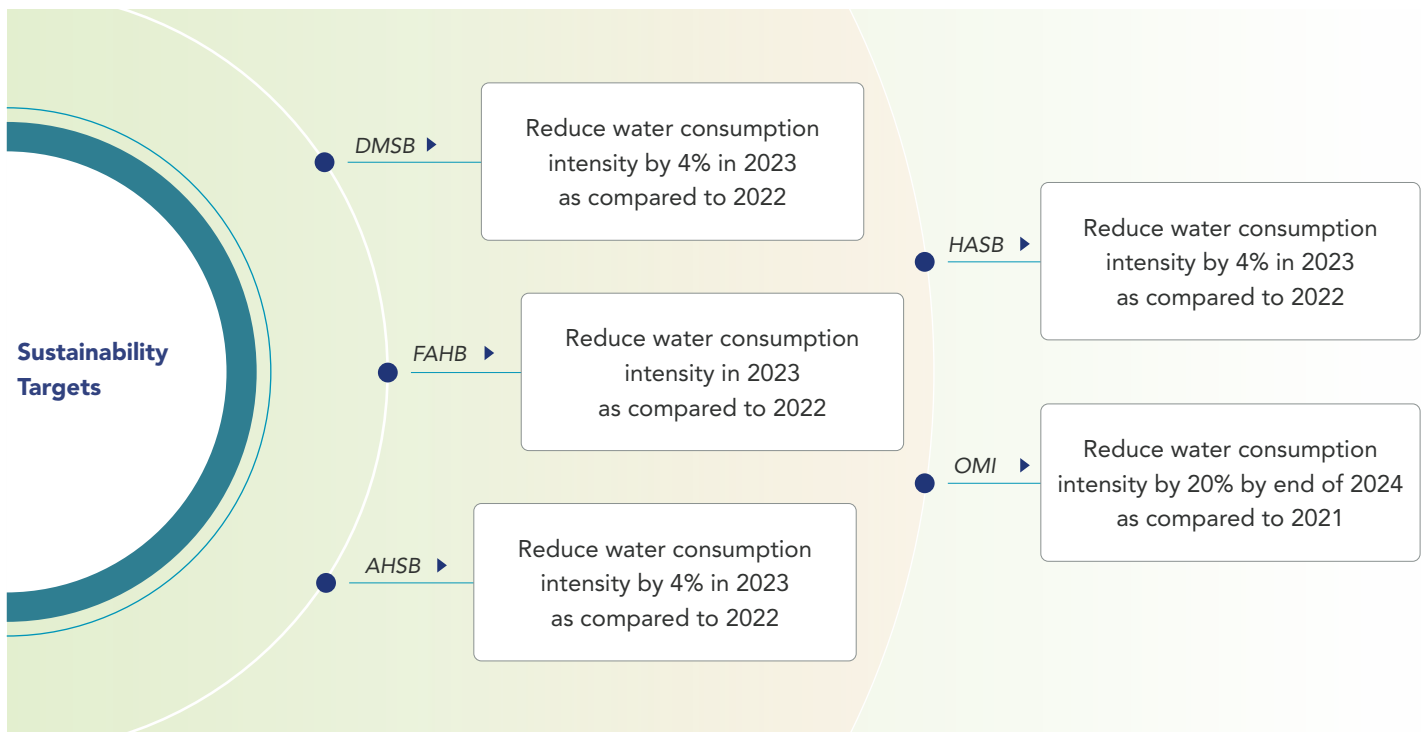 Sustainability
Targets
DMSB
Reduce water consumption
intensity by 4% in 2023
as compared to 2022
FAHB
Reduce water consumption
intensity in 2023
as compared to 2022
AHSB
Reduce water consumption
intensity by 4% in 2023
as compared to 2022
HASB
Reduce water consumption
intensity by 4% in 2023
as compared to 2022
OMI
Reduce water consumption
intensity by 20% by end of 2024
as compared to 2021